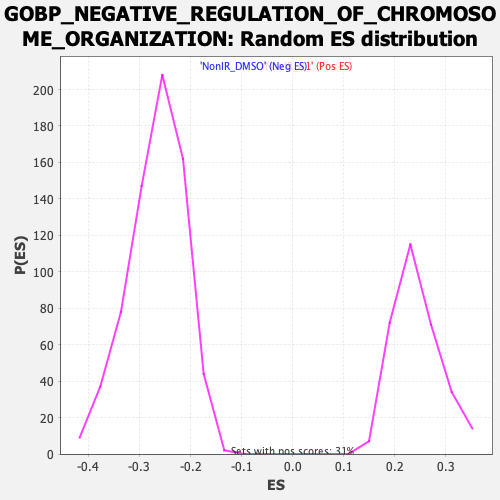 GOBP_NEGATIVE_REGULATION_OF_CHROMOSO
ME_ORGANIZATION: Random ES distribution
'NonIR_DMSO' (Neg ES) 1' (Pos ES)
200
180
160
140
120
100
80
60
40
20
0
P(ES)
Sets with pos scores: 31%
-0.4 -0.3 -0.2 -0.1 0.0 0.1 0.2 0.3
ES